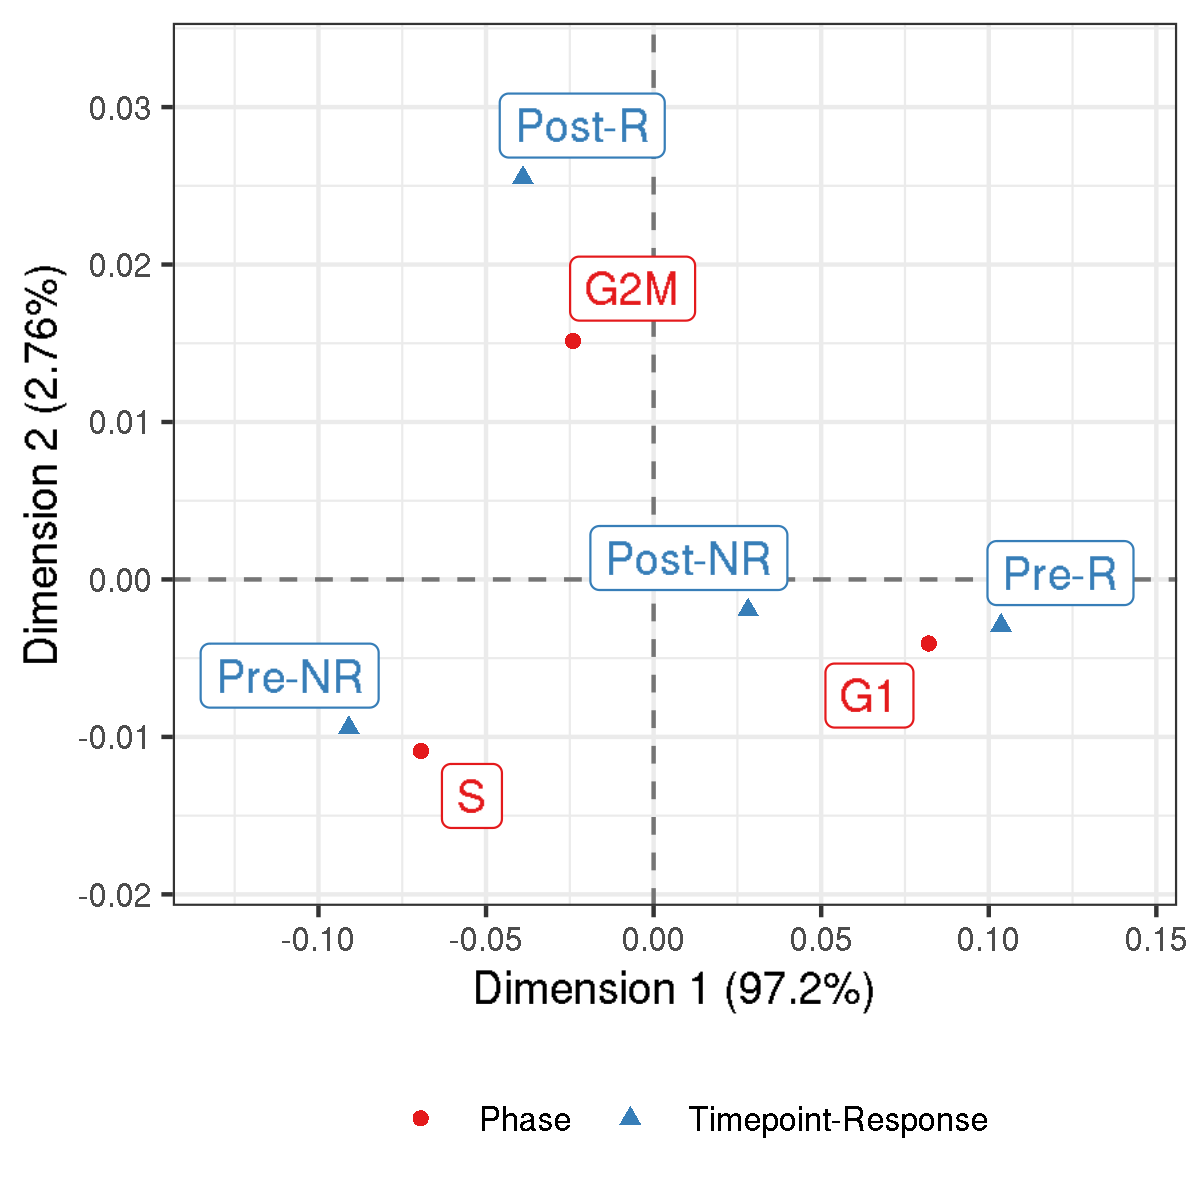 Dimension 2 (2.76%)
0.03
0.02
0.01
0.00
-0.01
-0.02
Post-R
G2M
Post-NR
Pre-R
Pre-NR
G1
S
-0.10 -0.05 0.00 0.05 0.10 0.15
Dimension 1 (97.2%)
Phase Timepoint-Response